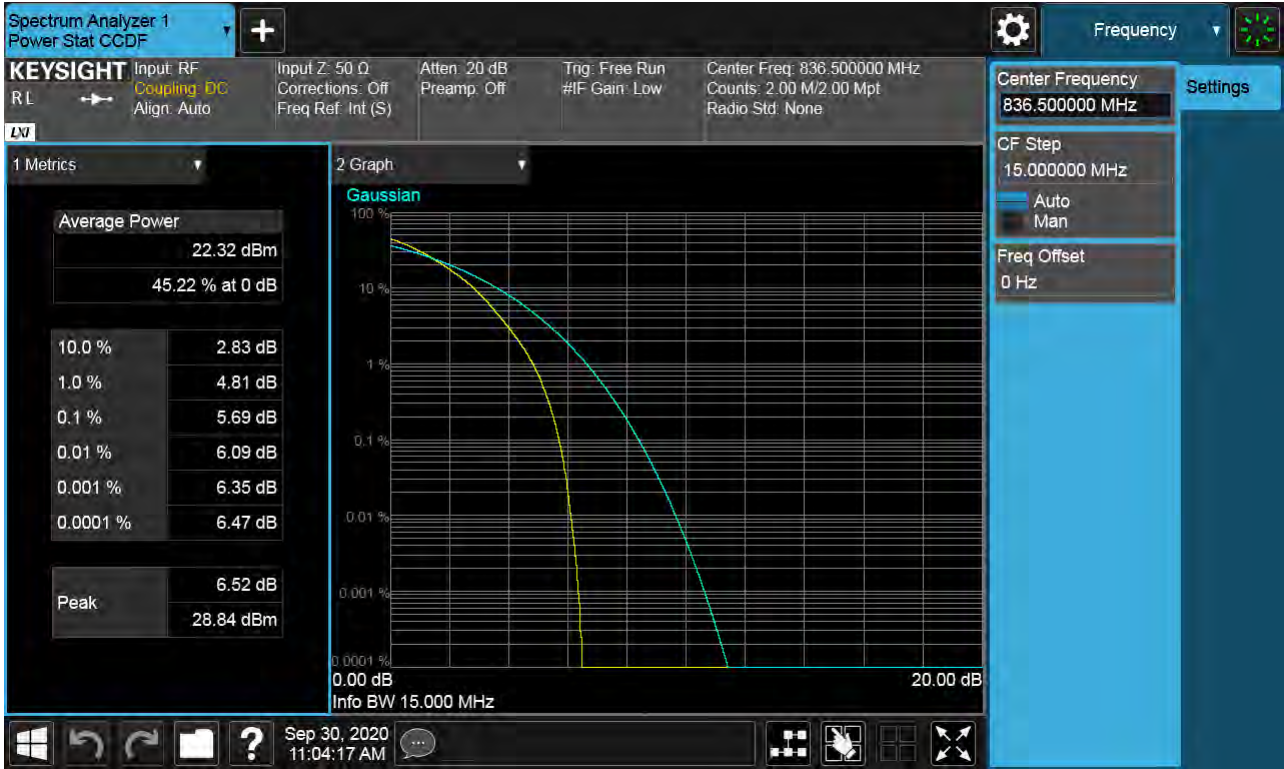 Spectrum Analyzer 1
Power Stat CCDF
Frequency
KEYSIGHT
R L
LXI
Input: RF
Coupling: DC
Align: Auto
Input Z: 50 Ω
Corrections: Off
Freq Ref: Int (S)
Atten: 20 dB
Preamp: Off
Trig: Free Run
#IF Gain: Low
Center Freq: 836.500000 MHz
Counts: 2.00 M/2.00 Mpt
Radio Std: None
Center Frequency
836.500000 MHz
Settings
CF Step
15.000000 MHz
Auto
Man
Freq Offset
0 Hz
1 Metrics
Average Power
22.32 dBm
45.22 % at 0 dB
10.0 % 2.83 dB
1.0 % 4.81 dB
0.1 % 5.69 dB
0.01 % 6.09 dB
0.001 % 6.35 dB
0.0001 % 6.47 dB
Peak
6.52 dB
28.84 dBm
2 Graph
Gaussian
100 %
10 %
1 %
0.1 %
0.01 %
0.001 %
0.0001 %
0.00 dB 20.00 dB
Info BW 15.000 MHz
?
Sep 30, 2020
11:04:17 AM